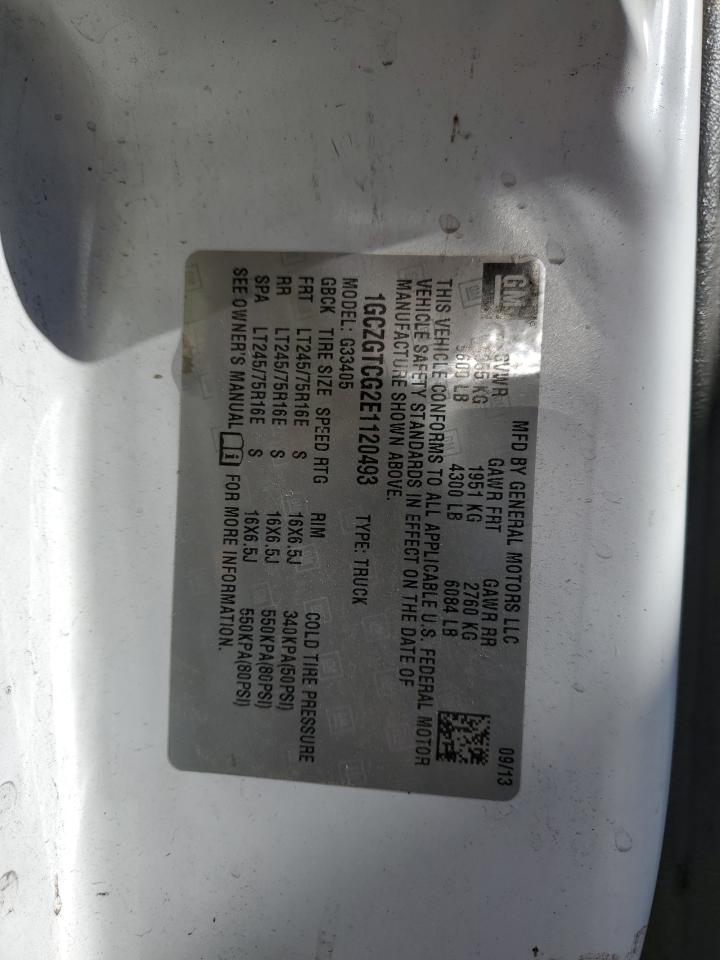 GM MFD BY GENERAL MOTORS LLC 09/13
GVWR GAWR FRT GAWR RR
KG 1951 KG 2760 KG
LB 4300 LB 6084 LB
THIS VEHICLE CONFORMS TO ALL APPLICABLE U.S. FEDERAL MOTOR
VEHICLE SAFETY STANDARDS IN EFFECT ON THE DATE OF
MANUFACTURE SHOWN ABOVE.
1GCZGTCG2E1120493 TYPE: TRUCK
MODEL: G33405
GBCK TIRE SIZE SPEED RTG RIM COLD TIRE PRESSURE
FRT LT245/75R16E S 16X6.5J 340KPA(50PSI)
RR LT245/75R16E S 16X6.5J 550KPA(80PSI)
SPA LT245/75R16E S 16X6.5J 550KPA(80PSI)
SEE OWNER'S MANUAL i FOR MORE INFORMATION.